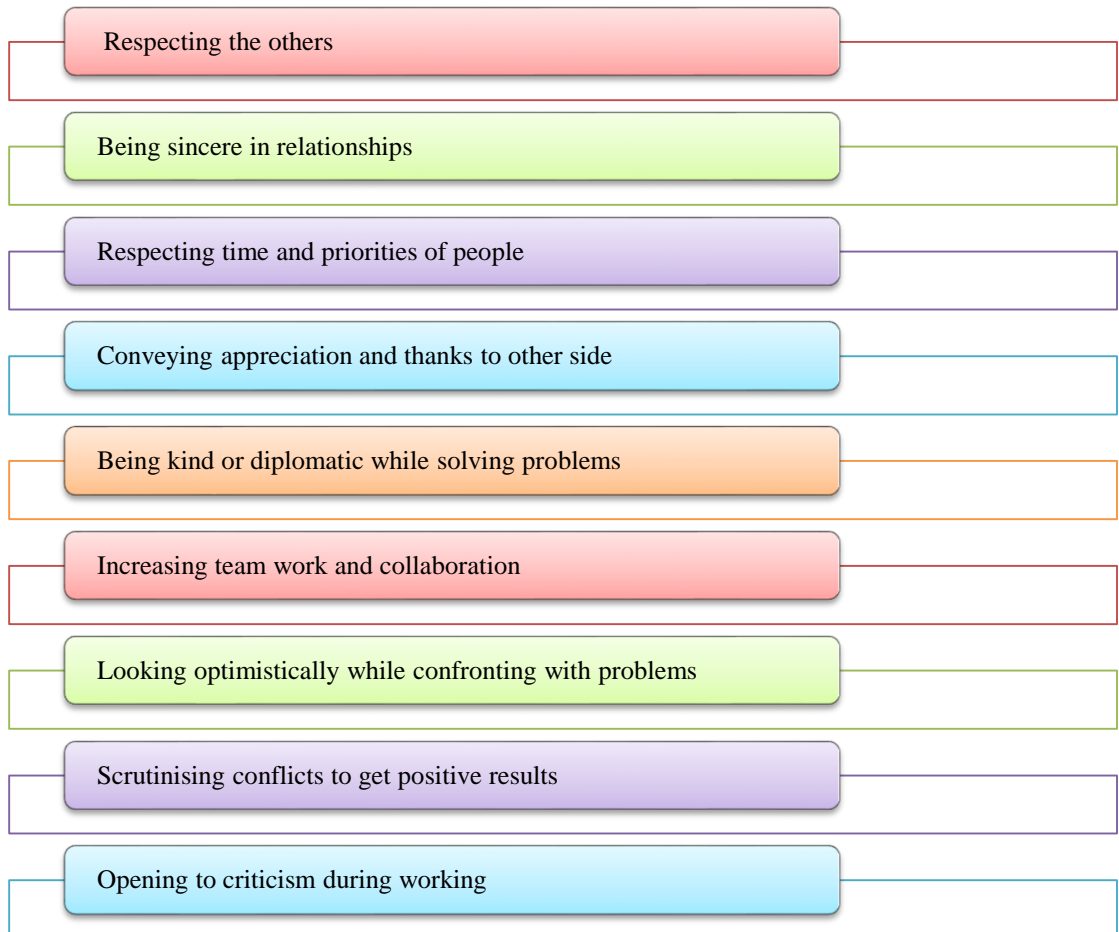 Respecting the others
Being sincere in relationships
Respecting time and priorities of people
Conveying appreciation and thanks to other side
Being kind or diplomatic while solving problems
Increasing team work and collaboration
Looking optimistically while confronting with problems
Scrutinising conflicts to get positive results
Opening to criticism during working